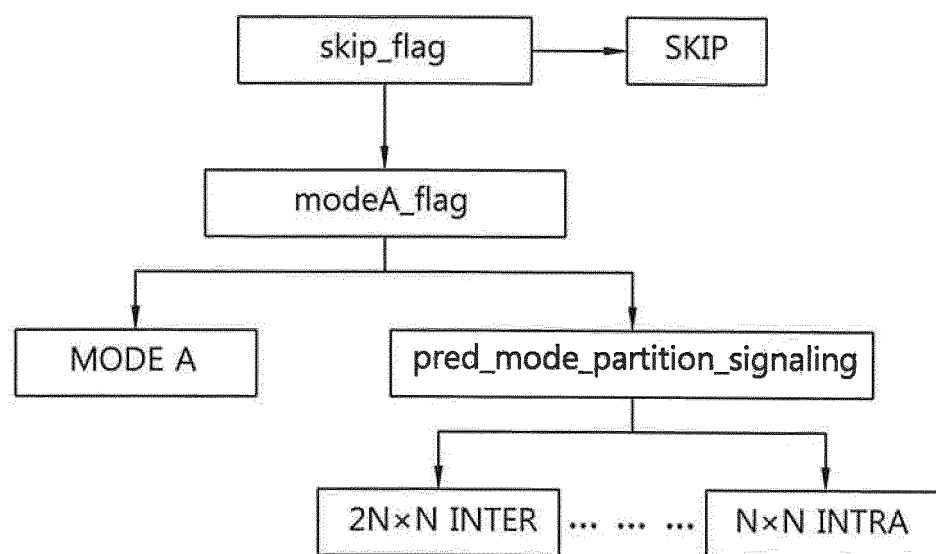 skip_flag
SKIP
modeA_flag
MODE A
pred_mode_partition_signaling
2N×N INTER
... ... ...
N×N INTRA